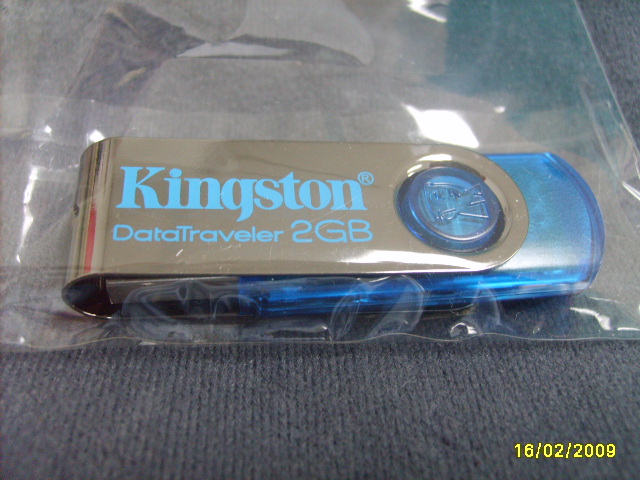 Kingston®
DataTraveler 2GB
16/02/2009